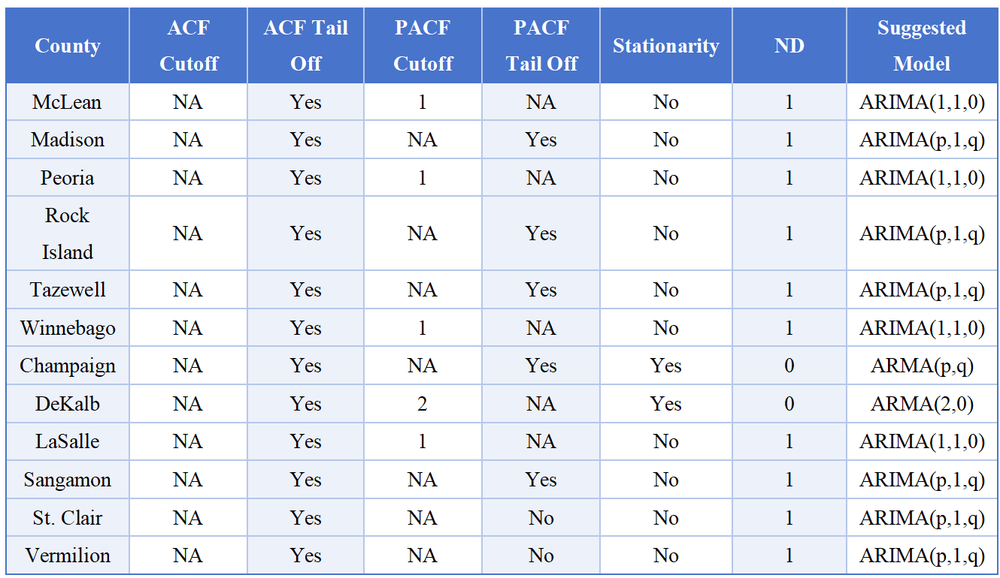 County ACF Cutoff ACF Tail Off PACF Cutoff PACF Tail Off Stationarity ND Suggested Model
McLean NA Yes 1 NA No 1 ARIMA(1,1,0)
Madison NA Yes NA Yes No 1 ARIMA(p,1,q)
Peoria NA Yes 1 NA No 1 ARIMA(1,1,0)
Rock Island NA Yes NA Yes No 1 ARIMA(p,1,q)
Tazewell NA Yes NA Yes No 1 ARIMA(p,1,q)
Winnebago NA Yes 1 NA No 1 ARIMA(1,1,0)
Champaign NA Yes NA Yes Yes 0 ARMA(p,q)
DeKalb NA Yes 2 NA Yes 0 ARMA(2,0)
LaSalle NA Yes 1 NA No 1 ARIMA(1,1,0)
Sangamon NA Yes NA Yes No 1 ARIMA(p,1,q)
St. Clair NA Yes NA No No 1 ARIMA(p,1,q)
Vermilion NA Yes NA No No 1 ARIMA(p,1,q)